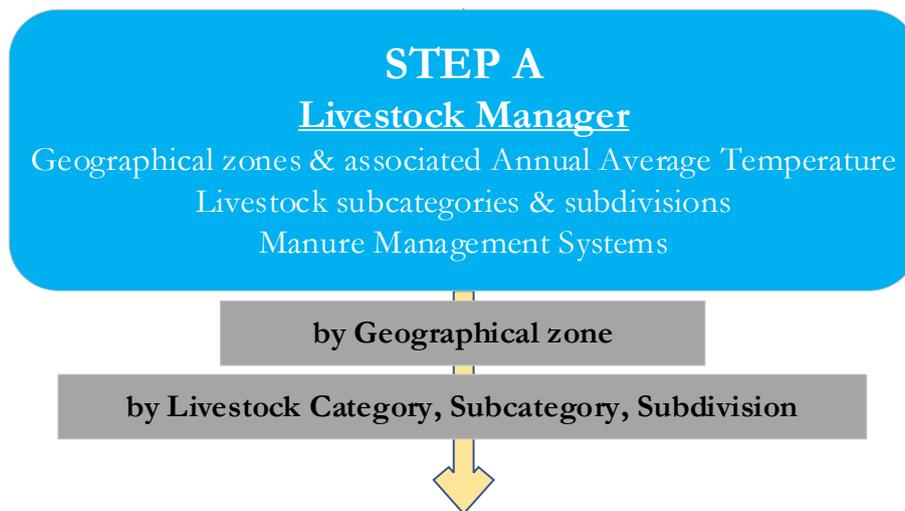 STEP A
Livestock Manager
Geographical zones & associated Annual Average Temperature
Livestock subcategories & subdivisions
Manure Management Systems
by Geographical zone
by Livestock Category, Subcategory, Subdivision